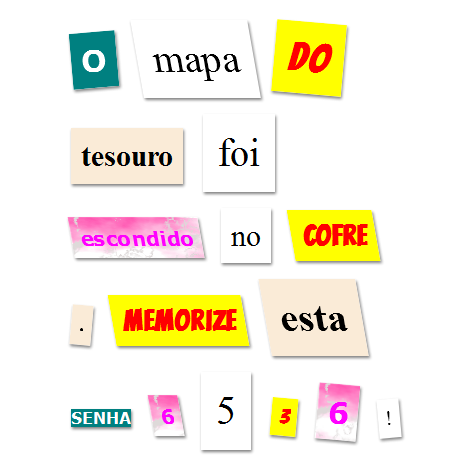 O mapa DO
tesouro foi
escondido no COFRE
. MEMORIZE esta
SENHA 6 5 3 6 !